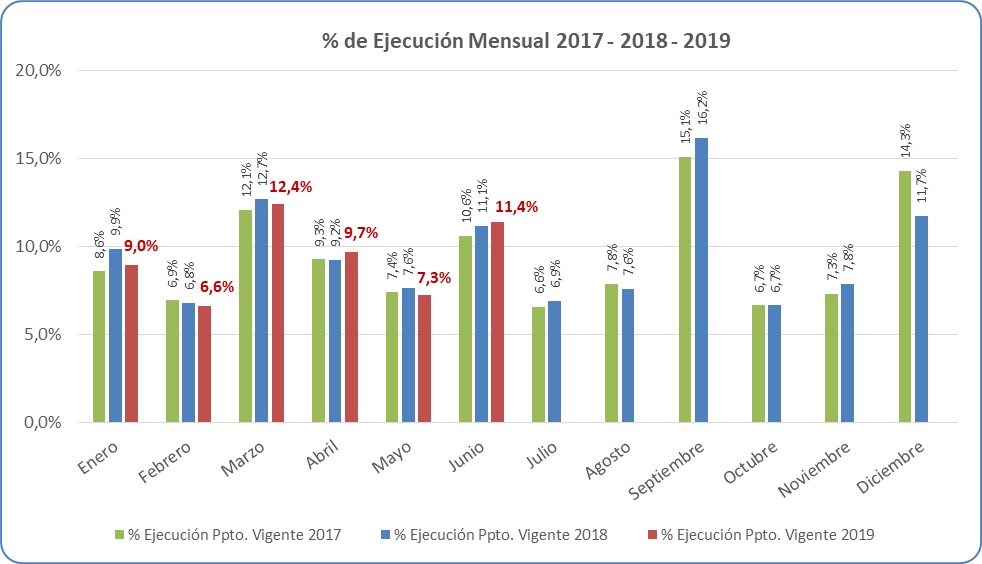 % de Ejecución Mensual 2017 - 2018 - 2019
20,0%
15,0%
10,0%
5,0%
0,0%
8,6%
9,9%
9,0%
6,9%
6,8%
6,6%
12,1%
12,7%
12,4%
9,3%
9,2%
9,7%
7,4%
7,6%
7,3%
10,6%
11,1%
11,4%
6,6%
6,9%
7,8%
7,6%
15,1%
16,2%
6,7%
6,7%
7,3%
7,8%
14,3%
11,7%
Enero
Febrero
Marzo
Abril
Mayo
Junio
Julio
Agosto
Septiembre
Octubre
Noviembre
Diciembre
% Ejecución Ppto. Vigente 2017
% Ejecución Ppto. Vigente 2018
% Ejecución Ppto. Vigente 2019